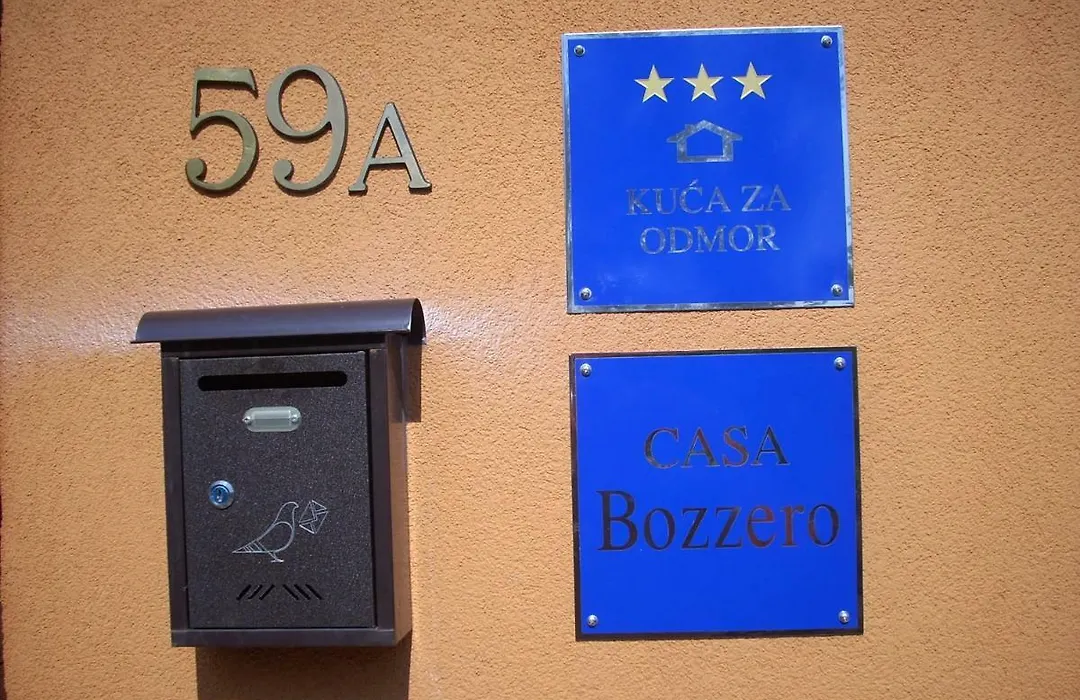 59A
KUĆA ZA
ODMOR
CASA
Bozzero